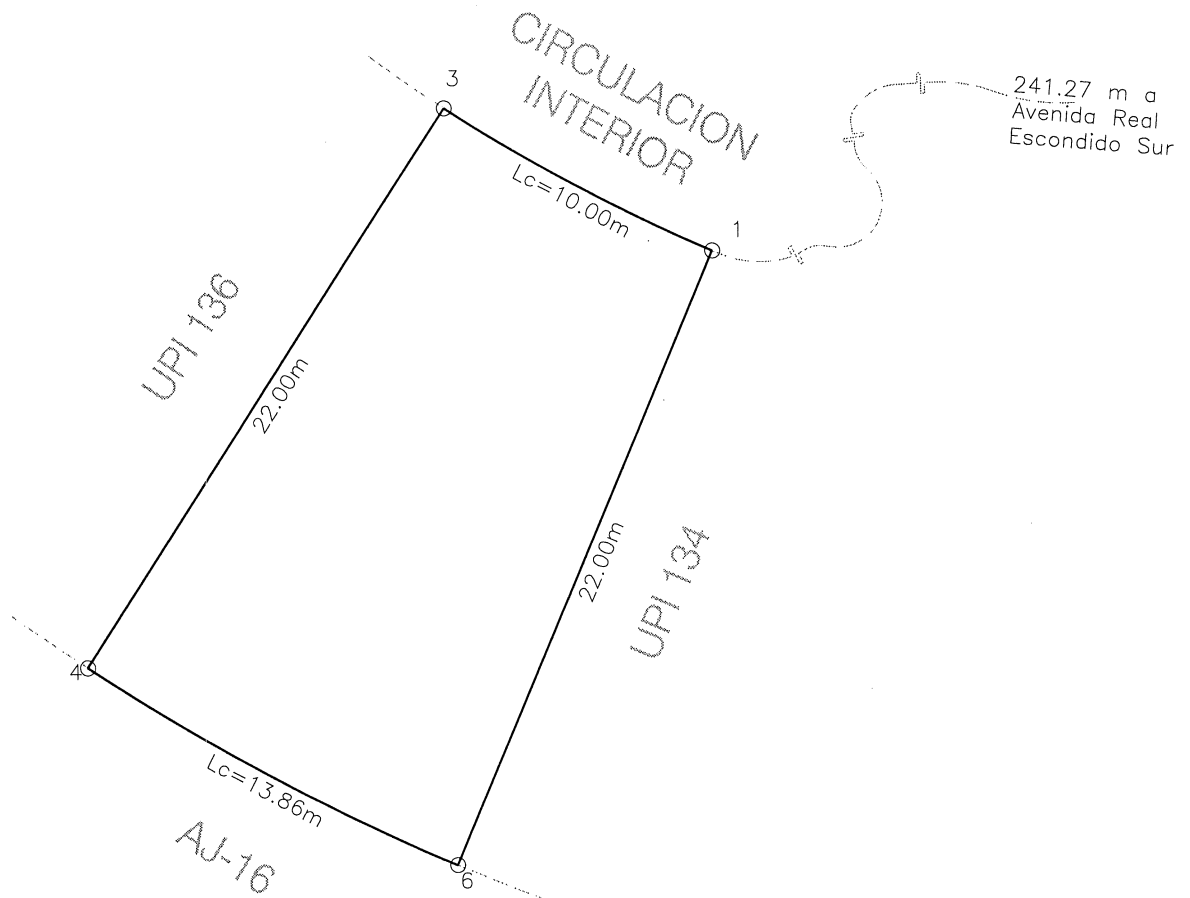 CIRCULACION
INTERIOR
3
Lc=10.00m
1
241.27 m a
Avenida Real
Escondido Sur
UPI 136
22.00m
22.00m
UPI 134
4
Lc=13.86m
AJ-16
6